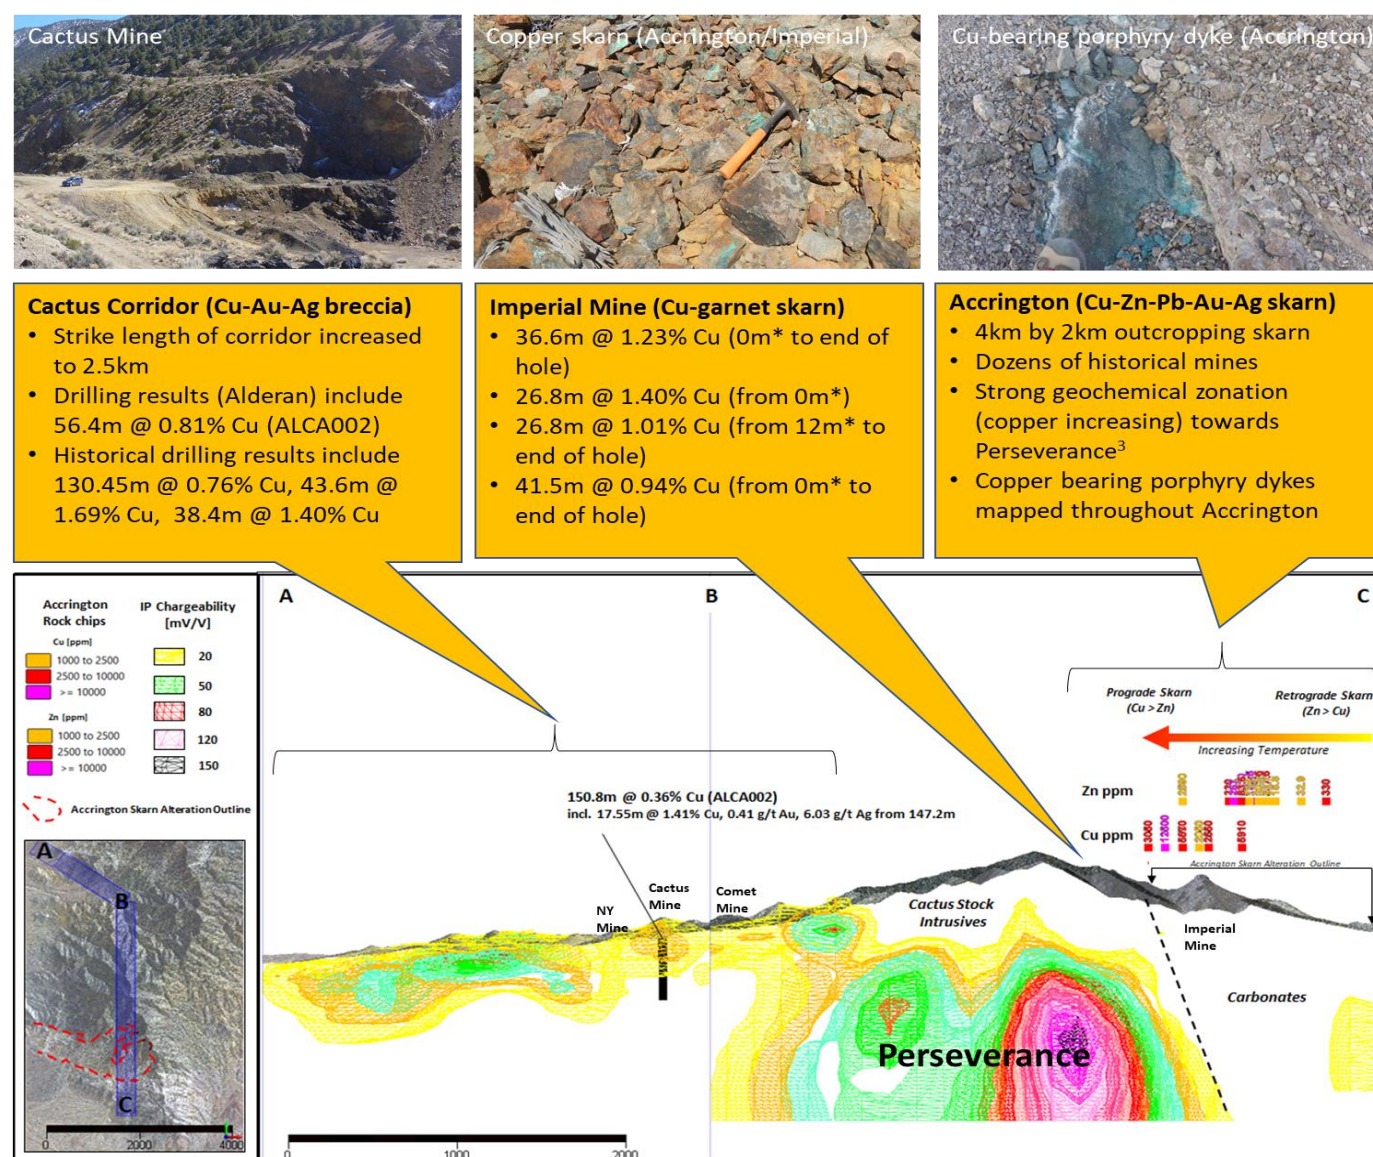 Cactus Mine
Copper skarn (Accrington/Imperial)
Cu-bearing porphyry dyke (Accrington)
Cactus Corridor (Cu-Au-Ag breccia)
• Strike length of corridor increased
to 2.5km
• Drilling results (Alderan) include
56.4m @ 0.81% Cu (ALCA002)
• Historical drilling results include
130.45m @ 0.76% Cu, 43.6m @
1.69% Cu, 38.4m @ 1.40% Cu
Imperial Mine (Cu-garnet skarn)
• 36.6m @ 1.23% Cu (0m* to end of
hole)
• 26.8m @ 1.40% Cu (from 0m*)
• 26.8m @ 1.01% Cu (from 12m* to
end of hole)
• 41.5m @ 0.94% Cu (from 0m* to
end of hole)
Accrington (Cu-Zn-Pb-Au-Ag skarn)
• 4km by 2km outcropping skarn
• Dozens of historical mines
• Strong geochemical zonation
(copper increasing) towards
Perseverance³
• Copper bearing porphyry dykes
mapped throughout Accrington
Accrington
Rock chips
Cu [ppm]
1000 to 2500
2500 to 10000
>= 10000
Zn [ppm]
1000 to 2500
2500 to 10000
>= 10000
IP Chargeability
[mV/V]
20
50
80
120
150
Accrington Skarn Alteration Outline
A
B
C
0
2000
4000
A
B
C
Prograde Skarn
(Cu > Zn)
Retrograde Skarn
(Zn > Cu)
Increasing Temperature
Zn ppm
Cu ppm
3060
12600
5870
5910
Accrington Skarn Alteration Outline
150.8m @ 0.36% Cu (ALCA002)
incl. 17.55m @ 1.41% Cu, 0.41 g/t Au, 6.03 g/t Ag from 147.2m
NY
Mine
Cactus
Mine
Comet
Mine
Cactus Stock
Intrusives
Imperial
Mine
Carbonates
Perseverance
0
1000
2000